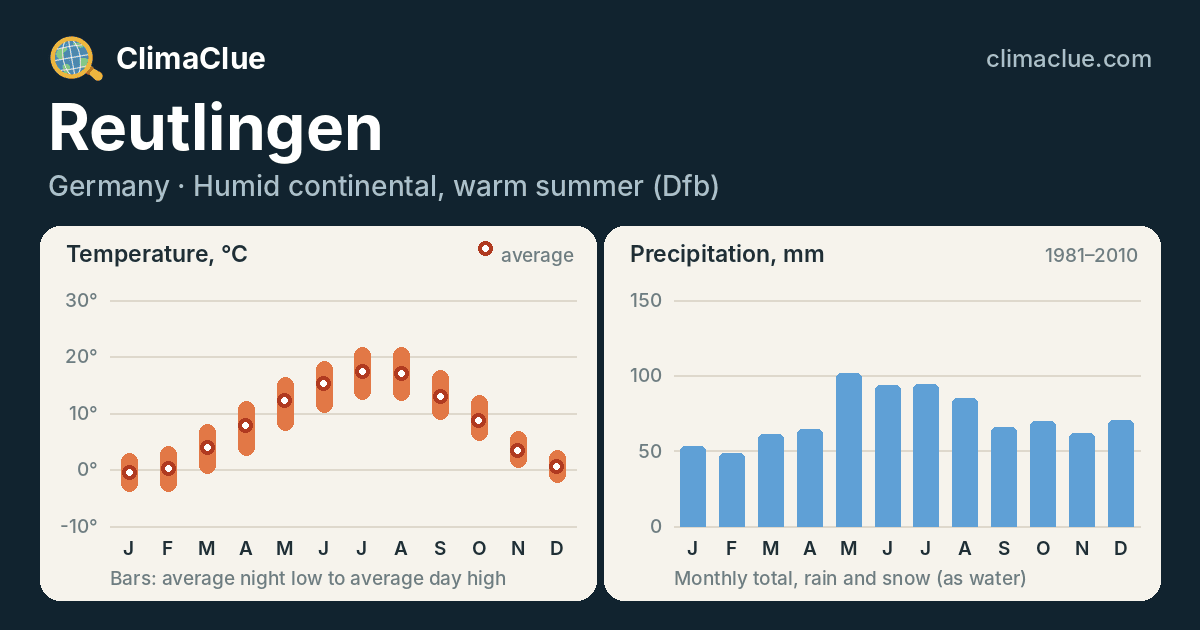 ClimaClue
climaclue.com
Reutlingen
Germany · Humid continental, warm summer (Dfb)
Temperature, °C
average
30°
20°
10°
0°
-10°
J F M A M J J A S O N D
Bars: average night low to average day high
Precipitation, mm
1981–2010
150
100
50
0
J F M A M J J A S O N D
Monthly total, rain and snow (as water)